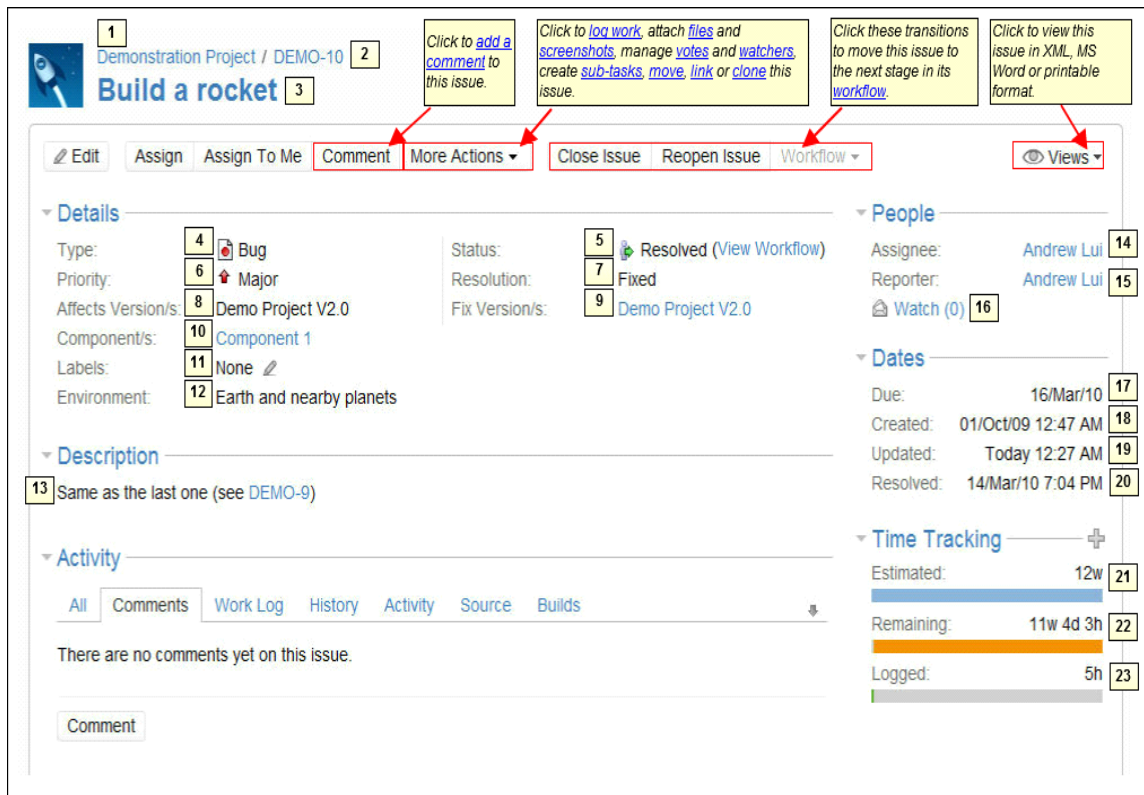 1
Demonstration Project / DEMO-10 2
Build a rocket 3
Click to add a
comment to
this issue.
Click to log work, attach files and
screenshots, manage votes and watchers,
create sub-tasks, move, link or clone this
issue.
Click these transitions
to move this issue to
the next stage in its
workflow.
Click to view this
issue in XML, MS
Word or printable
format.
Edit Assign Assign To Me Comment More Actions Close Issue Reopen Issue Workflow Views
Details
Type: 4 Bug Status: 5 Resolved (View Workflow)
Priority: 6 Major Resolution: 7 Fixed
Affects Version/s: 8 Demo Project V2.0 Fix Version/s: 9 Demo Project V2.0
Component/s: 10 Component 1
Labels: 11 None
Environment: 12 Earth and nearby planets
Description
13 Same as the last one (see DEMO-9)
Activity
All Comments Work Log History Activity Source Builds
There are no comments yet on this issue.
Comment
People
Assignee: Andrew Lui 14
Reporter: Andrew Lui 15
Watch (0) 16
Dates
Due: 16/Mar/10 17
Created: 01/Oct/09 12:47 AM 18
Updated: Today 12:27 AM 19
Resolved: 14/Mar/10 7:04 PM 20
Time Tracking
Estimated: 12w 21
Remaining: 11w 4d 3h 22
Logged: 5h 23